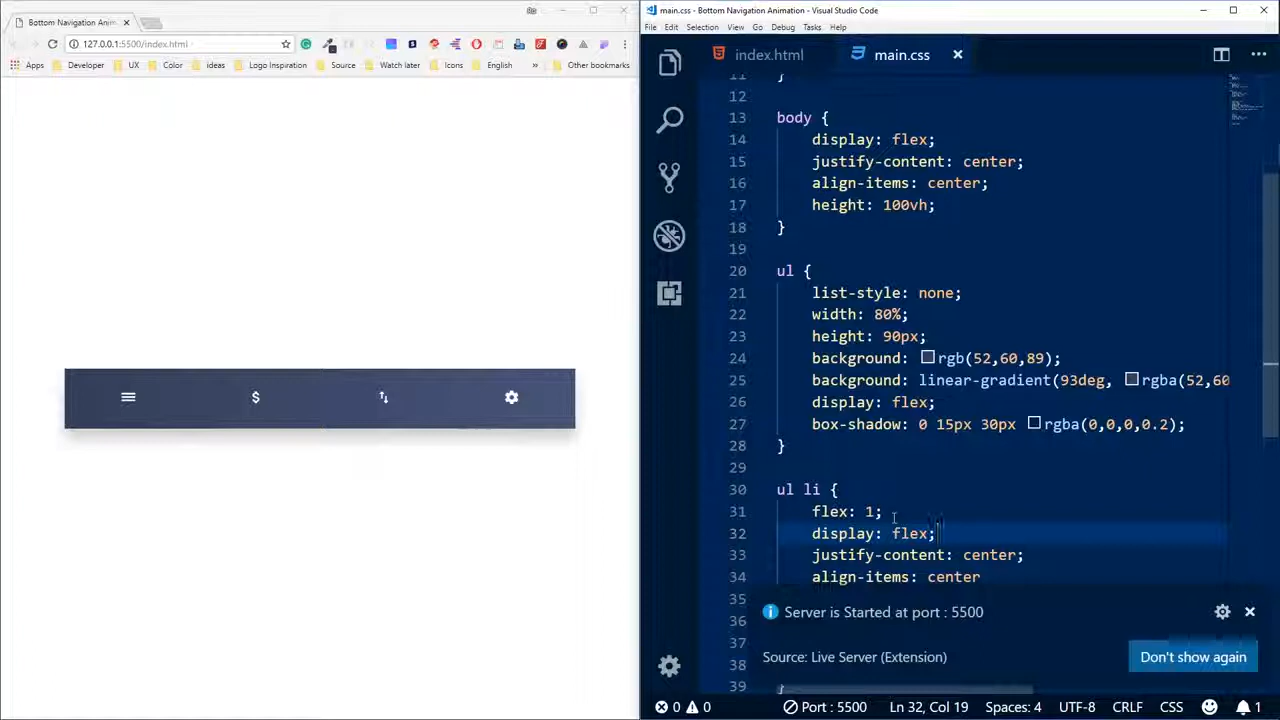 Bottom Navigation Anim
127.0.0.1:5500/index.html
Apps Developer UX Color ideas Logo Inspiration Source Watch later Icons English » Other bookmarks
$
main.css - Bottom Navigation Animation - Visual Studio Code
File Edit Selection View Go Debug Tasks Help
index.html main.css
11 }
12
13 body {
14 display: flex;
15 justify-content: center;
16 align-items: center;
17 height: 100vh;
18 }
19
20 ul {
21 list-style: none;
22 width: 80%;
23 height: 90px;
24 background: rgb(52,60,89);
25 background: linear-gradient(93deg, rgba(52,60
26 display: flex;
27 box-shadow: 0 15px 30px rgba(0,0,0,0.2);
28 }
29
30 ul li {
31 flex: 1;
32 display: flex;
33 justify-content: center;
34 align-items: center
35
36
37
38
39 }
Server is Started at port : 5500
Source: Live Server (Extension)
Don't show again
0 0 Port : 5500 Ln 32, Col 19 Spaces: 4 UTF-8 CRLF CSS 1